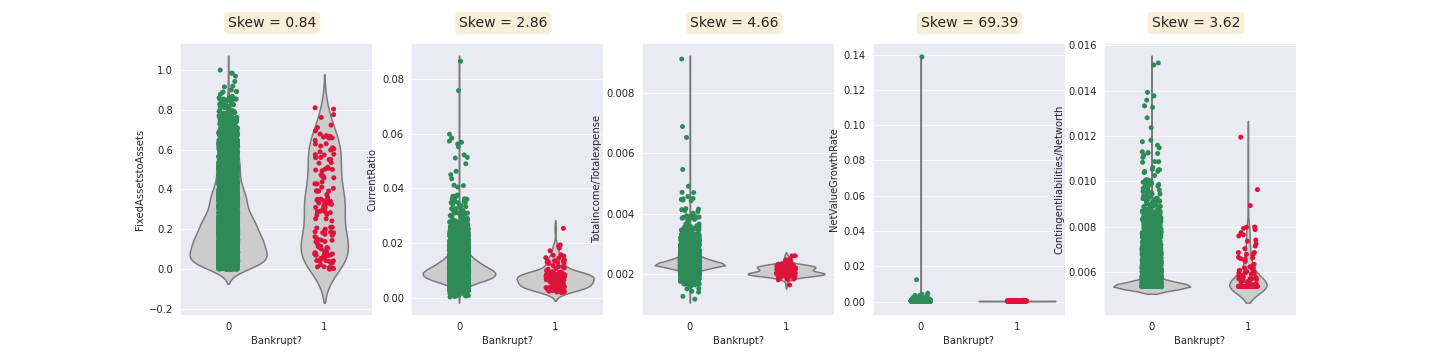 Skew = 0.84
FixedAssetstoAssets
1.0
0.8
0.6
0.4
0.2
0.0
−0.2
0
1
Bankrupt?
Skew = 2.86
CurrentRatio
0.08
0.06
0.04
0.02
0.00
0
1
Bankrupt?
Skew = 4.66
Totalincome/Totalexpense
0.008
0.006
0.004
0.002
0
1
Bankrupt?
Skew = 69.39
NetValueGrowthRate
0.14
0.12
0.10
0.08
0.06
0.04
0.02
0.00
0
1
Bankrupt?
Skew = 3.62
Contingentliabilities/Networth
0.016
0.014
0.012
0.010
0.008
0.006
0
1
Bankrupt?